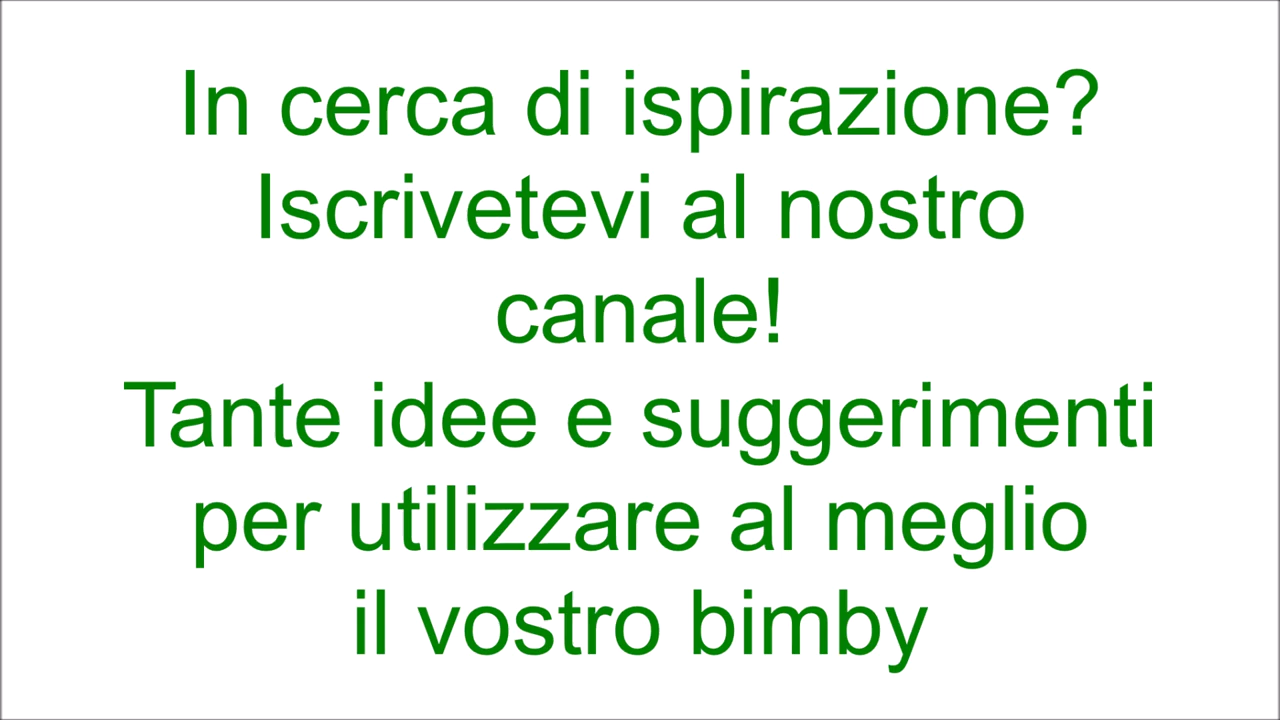 In cerca di ispirazione?
Iscrivetevi al nostro
canale!
Tante idee e suggerimenti
per utilizzare al meglio
il vostro bimby